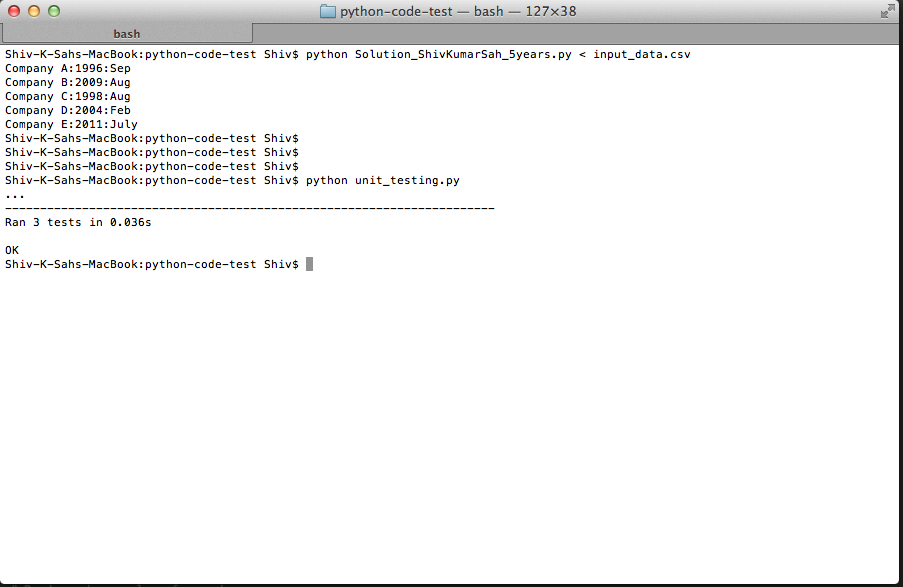 python-code-test — bash — 127×38
bash
Shiv-K-Sahs-MacBook:python-code-test Shiv$ python Solution_ShivKumarSah_5years.py < input_data.csv
Company A:1996:Sep
Company B:2009:Aug
Company C:1998:Aug
Company D:2004:Feb
Company E:2011:July
Shiv-K-Sahs-MacBook:python-code-test Shiv$
Shiv-K-Sahs-MacBook:python-code-test Shiv$
Shiv-K-Sahs-MacBook:python-code-test Shiv$
Shiv-K-Sahs-MacBook:python-code-test Shiv$ python unit_testing.py
...
----------------------------------------------------------------------
Ran 3 tests in 0.036s
OK
Shiv-K-Sahs-MacBook:python-code-test Shiv$